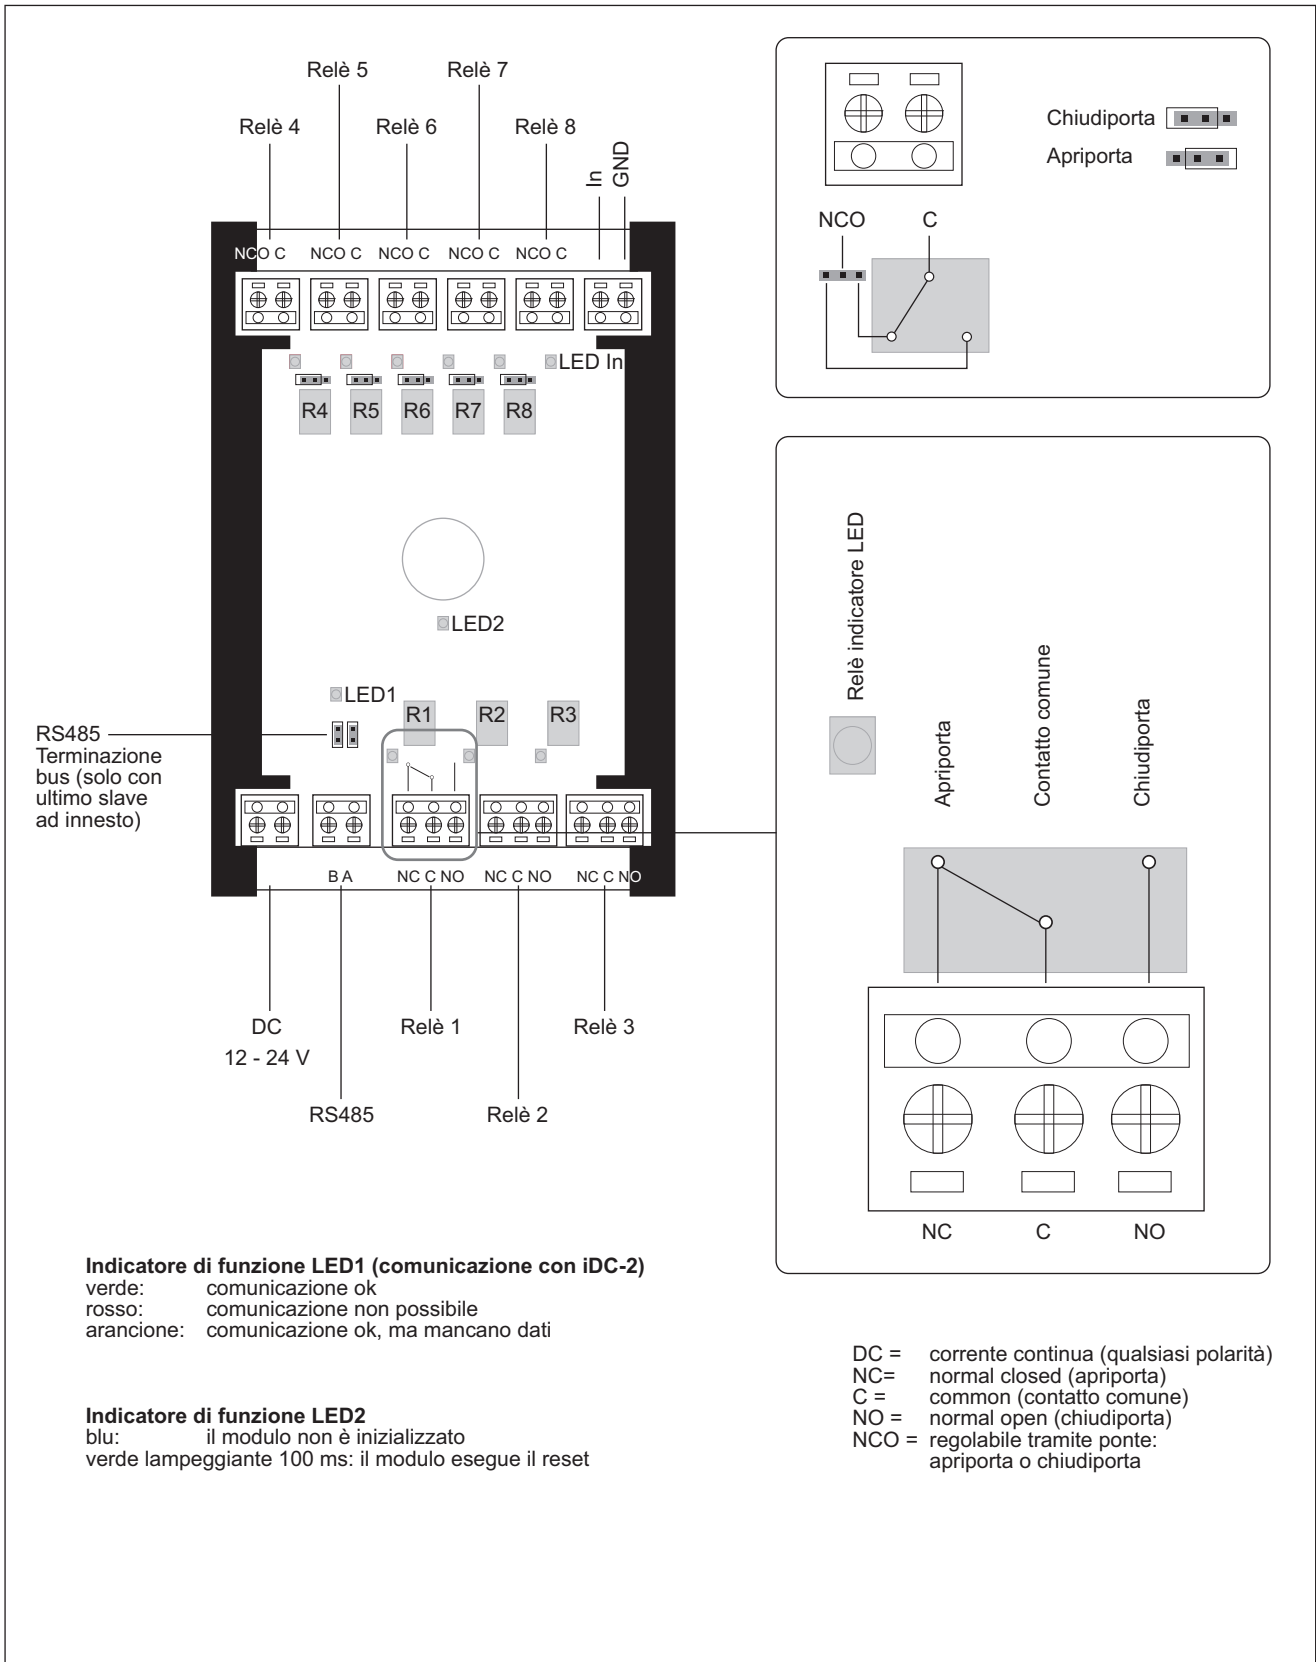 Relè 5
Relè 7
Relè 4
Relè 6
Relè 8
In
GND
NCO C
NCO C
NCO C
NCO C
NCO C
LED In
R4
R5
R6
R7
R8
LED2
LED1
R1
R2
R3
RS485
Terminazione
bus (solo con
ultimo slave
ad innesto)
B A
NC C NO
NC C NO
NC C NO
DC
12 - 24 V
Relè 1
Relè 3
RS485
Relè 2
Chiudiporta
Apriporta
NCO
C
Relè indicatore LED
Apriporta
Contatto comune
Chiudiporta
NC
C
NO
Indicatore di funzione LED1 (comunicazione con iDC-2)
verde: comunicazione ok
rosso: comunicazione non possibile
arancione: comunicazione ok, ma mancano dati
Indicatore di funzione LED2
blu: il modulo non è inizializzato
verde lampeggiante 100 ms: il modulo esegue il reset
DC = corrente continua (qualsiasi polarità)
NC= normal closed (apriporta)
C = common (contatto comune)
NO = normal open (chiudiporta)
NCO = regolabile tramite ponte:
apriporta o chiudiporta